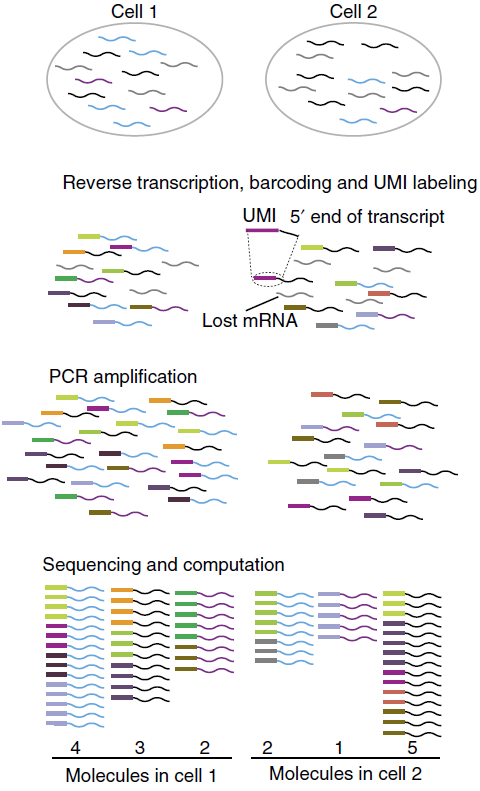 Cell 1
Cell 2
Reverse transcription, barcoding and UMI labeling
UMI
5′ end of transcript
Lost mRNA
PCR amplification
Sequencing and computation
4 3 2 2 1 5
Molecules in cell 1
Molecules in cell 2